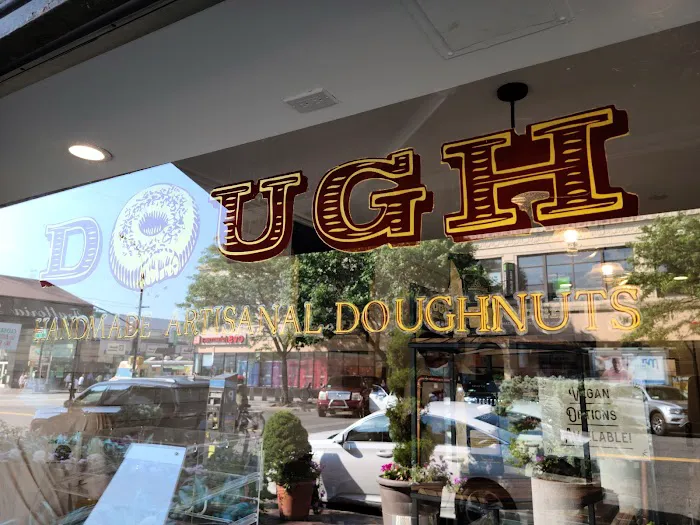 DOUGH
HANDMADE ARTISANAL DOUGHNUTS
VEGAN
OPTIONS
AVAILABLE!